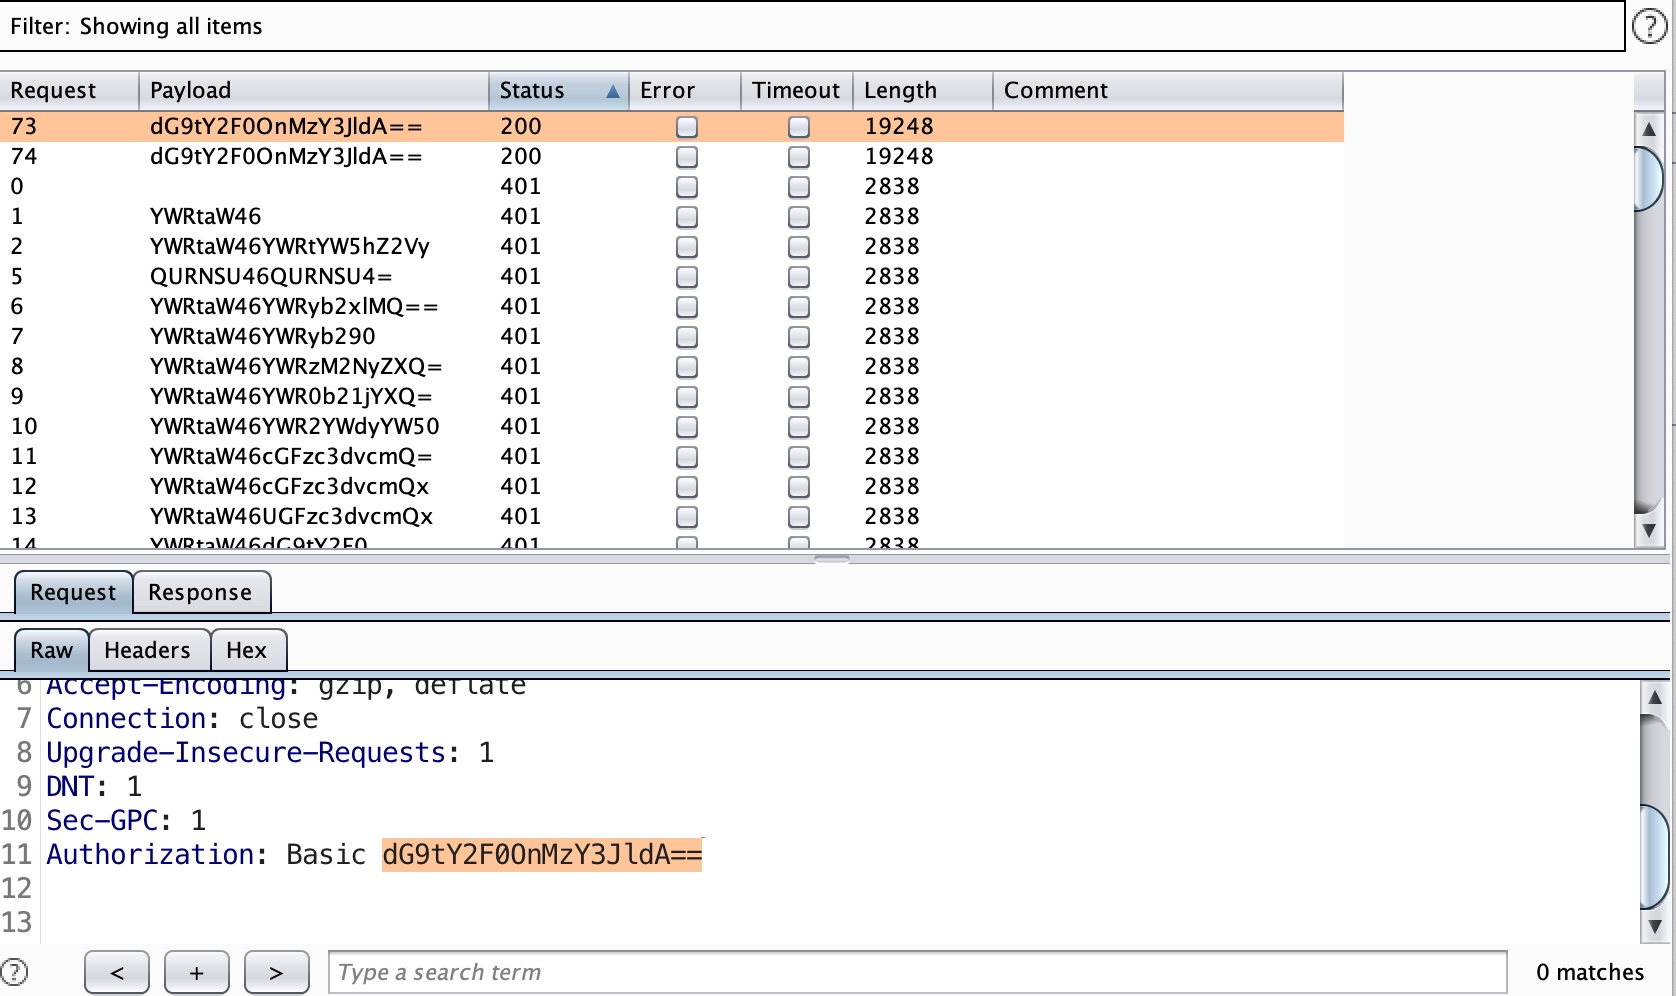 Filter: Showing all items
Request Payload Status Error Timeout Length Comment
73 dG9tY2F0OnMzY3JldA== 200 19248
74 dG9tY2F0OnMzY3JldA== 200 19248
0 401 2838
1 YWRtaW46 401 2838
2 YWRtaW46YWRtYW5hZ2Vy 401 2838
5 QURNSU46QURNSU4= 401 2838
6 YWRtaW46YWRyb2xlMQ== 401 2838
7 YWRtaW46YWRyb290 401 2838
8 YWRtaW46YWRzM2NyZXQ= 401 2838
9 YWRtaW46YWR0b21jYXQ= 401 2838
10 YWRtaW46YWR2YWdyYW50 401 2838
11 YWRtaW46cGFzc3dvcmQ= 401 2838
12 YWRtaW46cGFzc3dvcmQx 401 2838
13 YWRtaW46UGFzc3dvcmQx 401 2838
14 YWRtaW46dG9tY2F0 401 2838
Request Response
Raw Headers Hex
6 Accept-Encoding: gzip, deflate
7 Connection: close
8 Upgrade-Insecure-Requests: 1
9 DNT: 1
10 Sec-GPC: 1
11 Authorization: Basic dG9tY2F0OnMzY3JldA==
12
13
? < + > Type a search term 0 matches